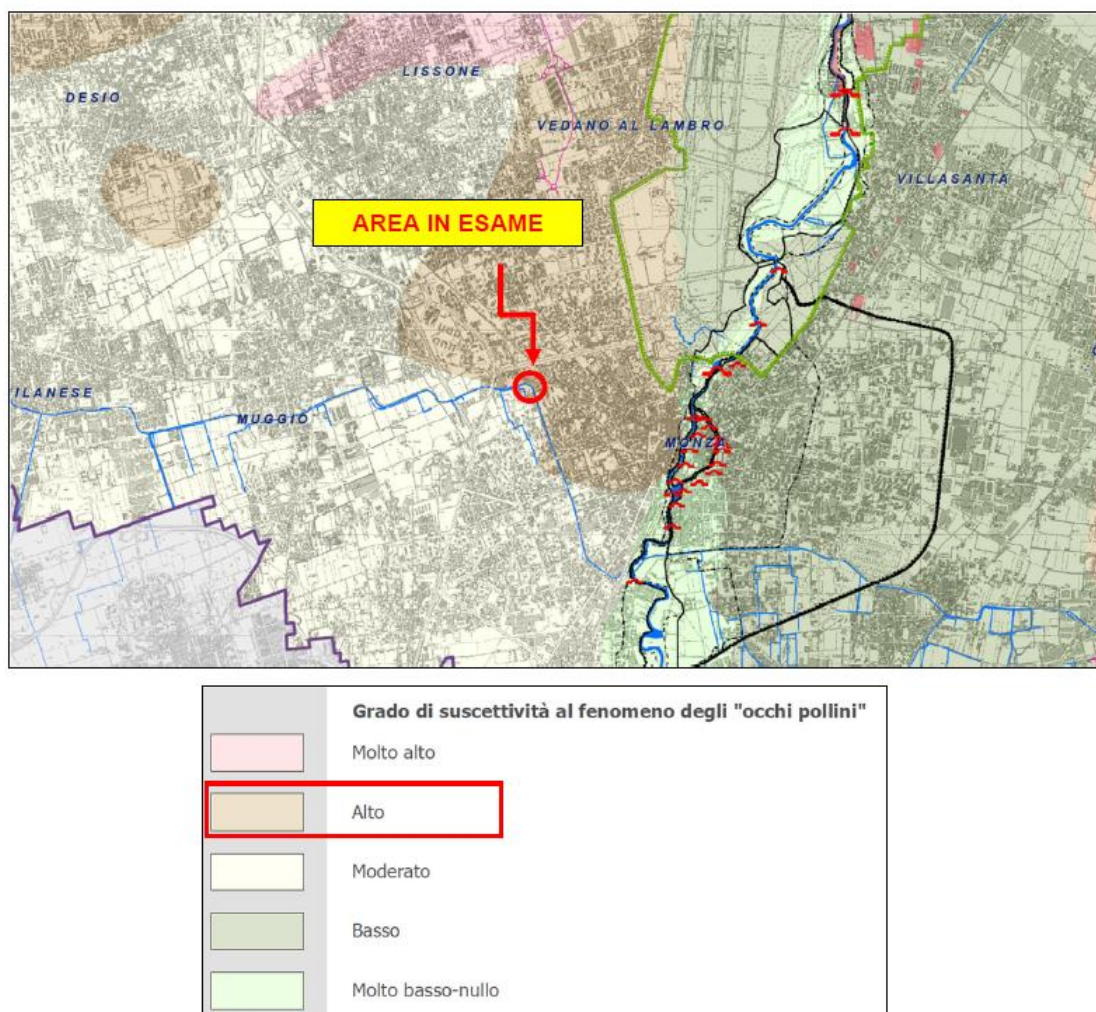 LISSONE
DESIO
VEDANO AL LAMBRO
VILLASANTA
AREA IN ESAME
ILANESE
MUGGIÒ
MONZA
Grado di suscettività al fenomeno degli "occhi pollini"
Molto alto
Alto
Moderato
Basso
Molto basso-nullo